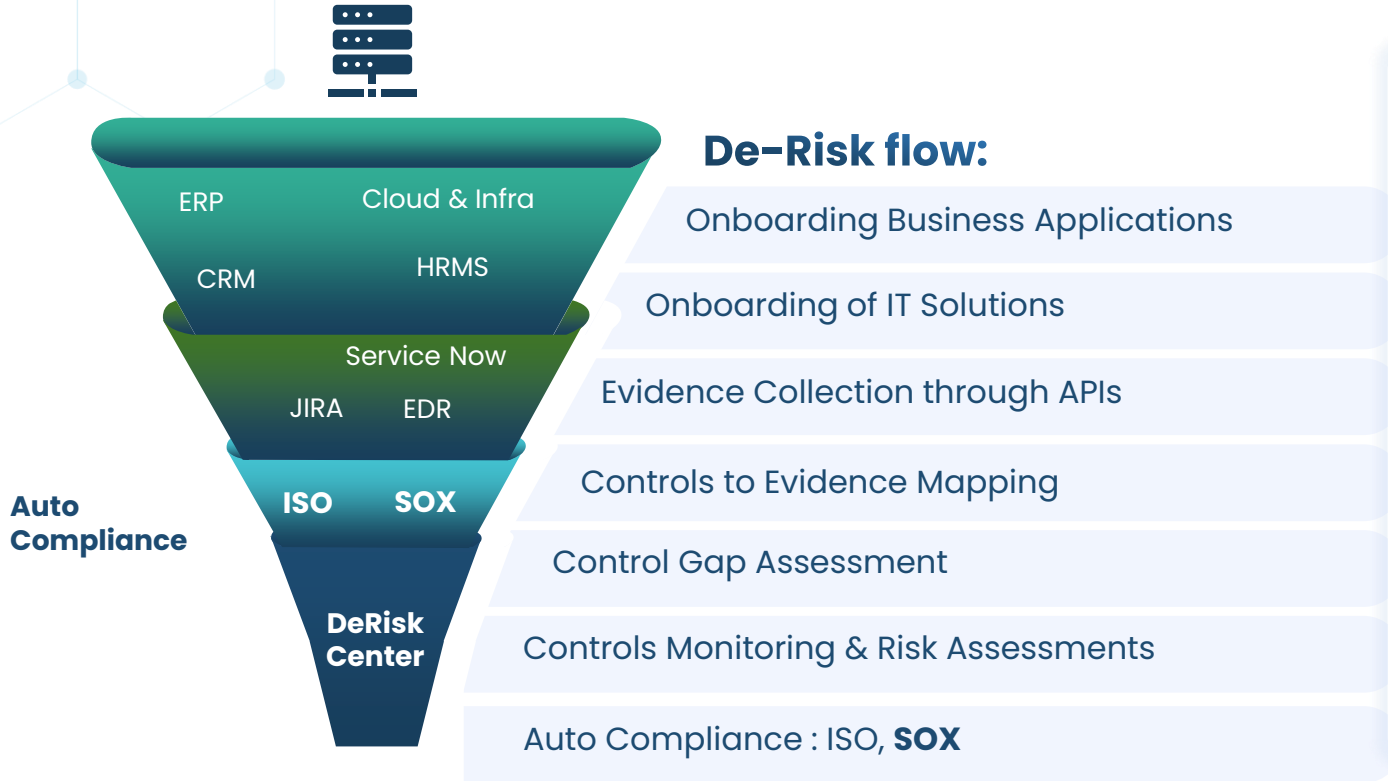 De-Risk flow:
ERP
Cloud & Infra
CRM
HRMS
Service Now
JIRA
EDR
ISO
SOX
Auto
Compliance
DeRisk
Center
Onboarding Business Applications
Onboarding of IT Solutions
Evidence Collection through APIs
Controls to Evidence Mapping
Control Gap Assessment
Controls Monitoring & Risk Assessments
Auto Compliance : ISO, SOX